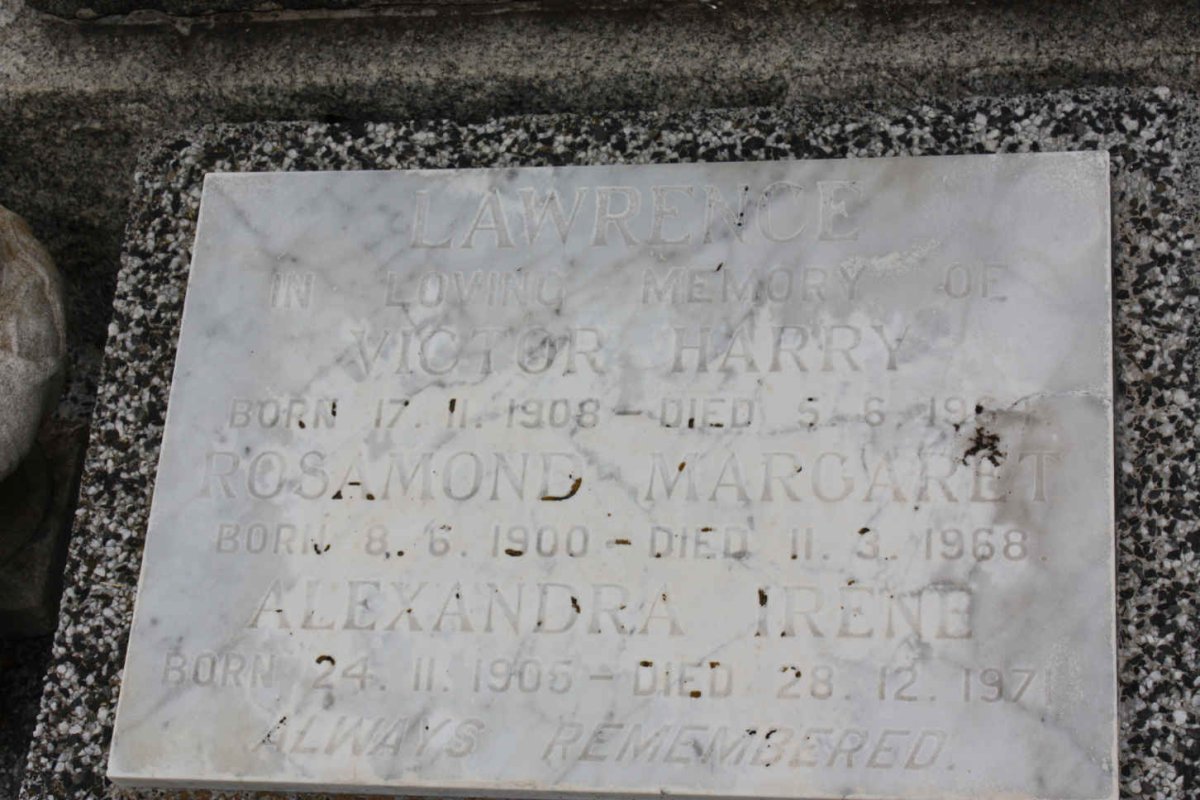 LAWRENCE
IN LOVING MEMORY OF
VICTOR HARRY
BORN 17. 11. 1908 – DIED 5. 6.
ROSAMOND MARGARET
BORN 8. 6. 1900 – DIED 11. 3. 1968.
ALEXANDRA IRENE
BORN 24. 11. 1905 – DIED 28. 12. 1971
ALWAYS REMEMBERED.